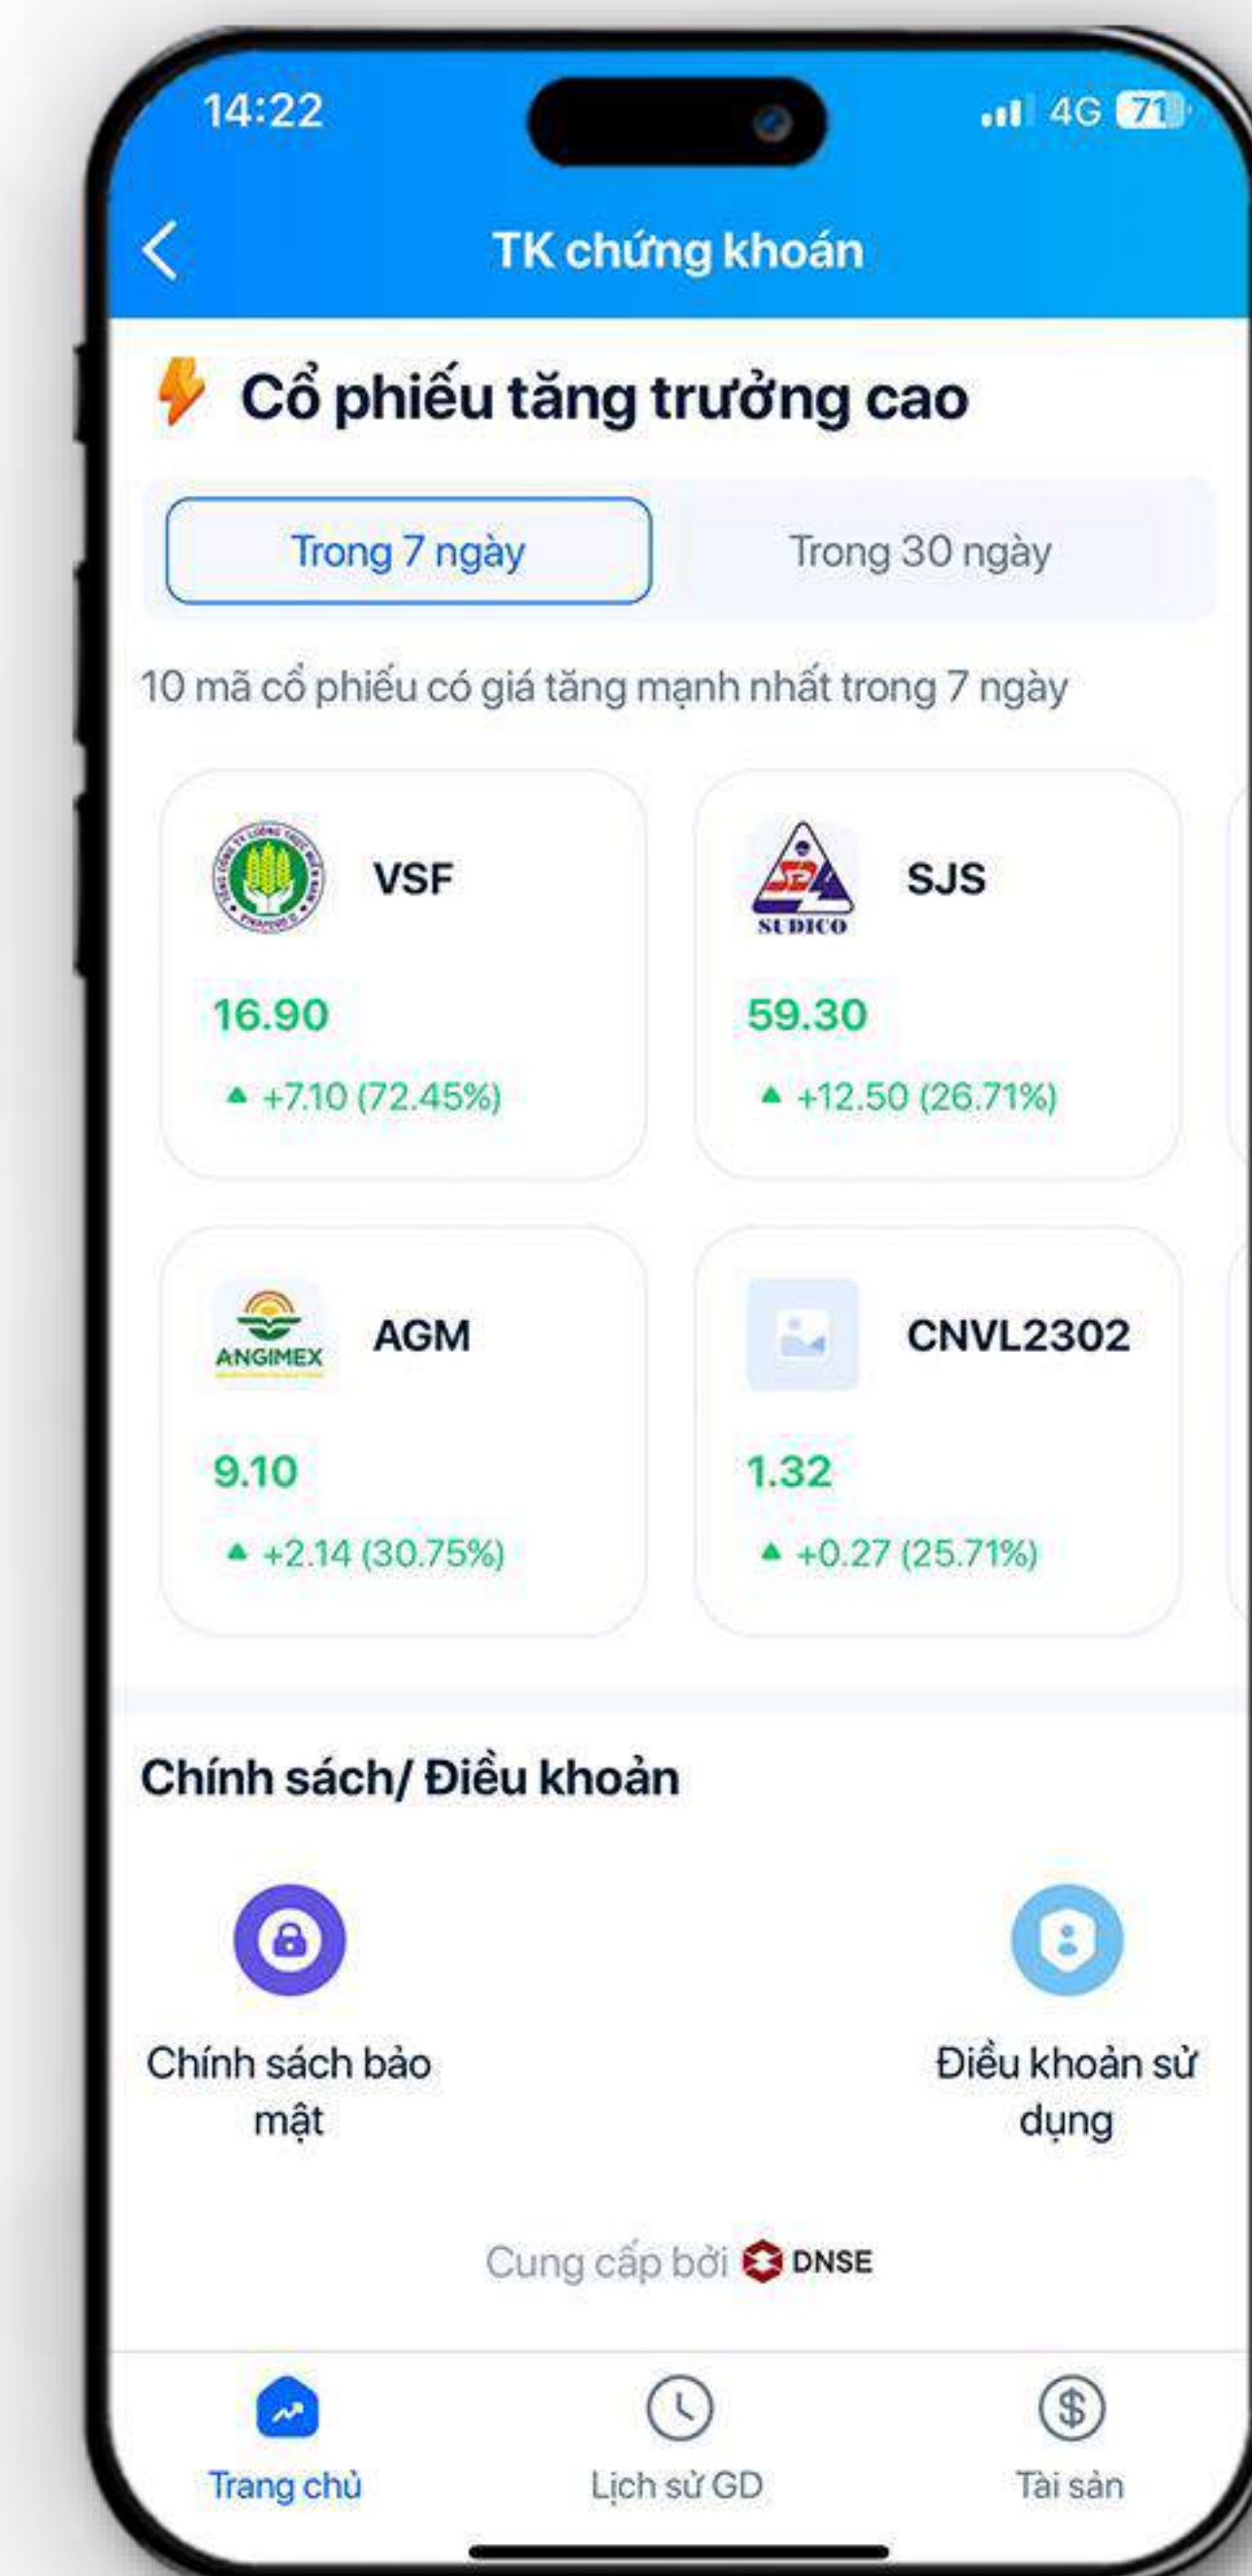 14:22
4G 71
TK chứng khoán
Cổ phiếu tăng trưởng cao
Trong 7 ngày
Trong 30 ngày
10 mã cổ phiếu có giá tăng mạnh nhất trong 7 ngày
VSF
16.90
+7.10 (72.45%)
SUDICO
SJS
59.30
+12.50 (26.71%)
ANGIMEX
AGM
9.10
+2.14 (30.75%)
CNVL2302
1.32
+0.27 (25.71%)
Chính sách/ Điều khoản
Chính sách bảo
mật
Điều khoản sử
dụng
Cung cấp bởi DNSE
Trang chủ
Lịch sử GD
Tài sản